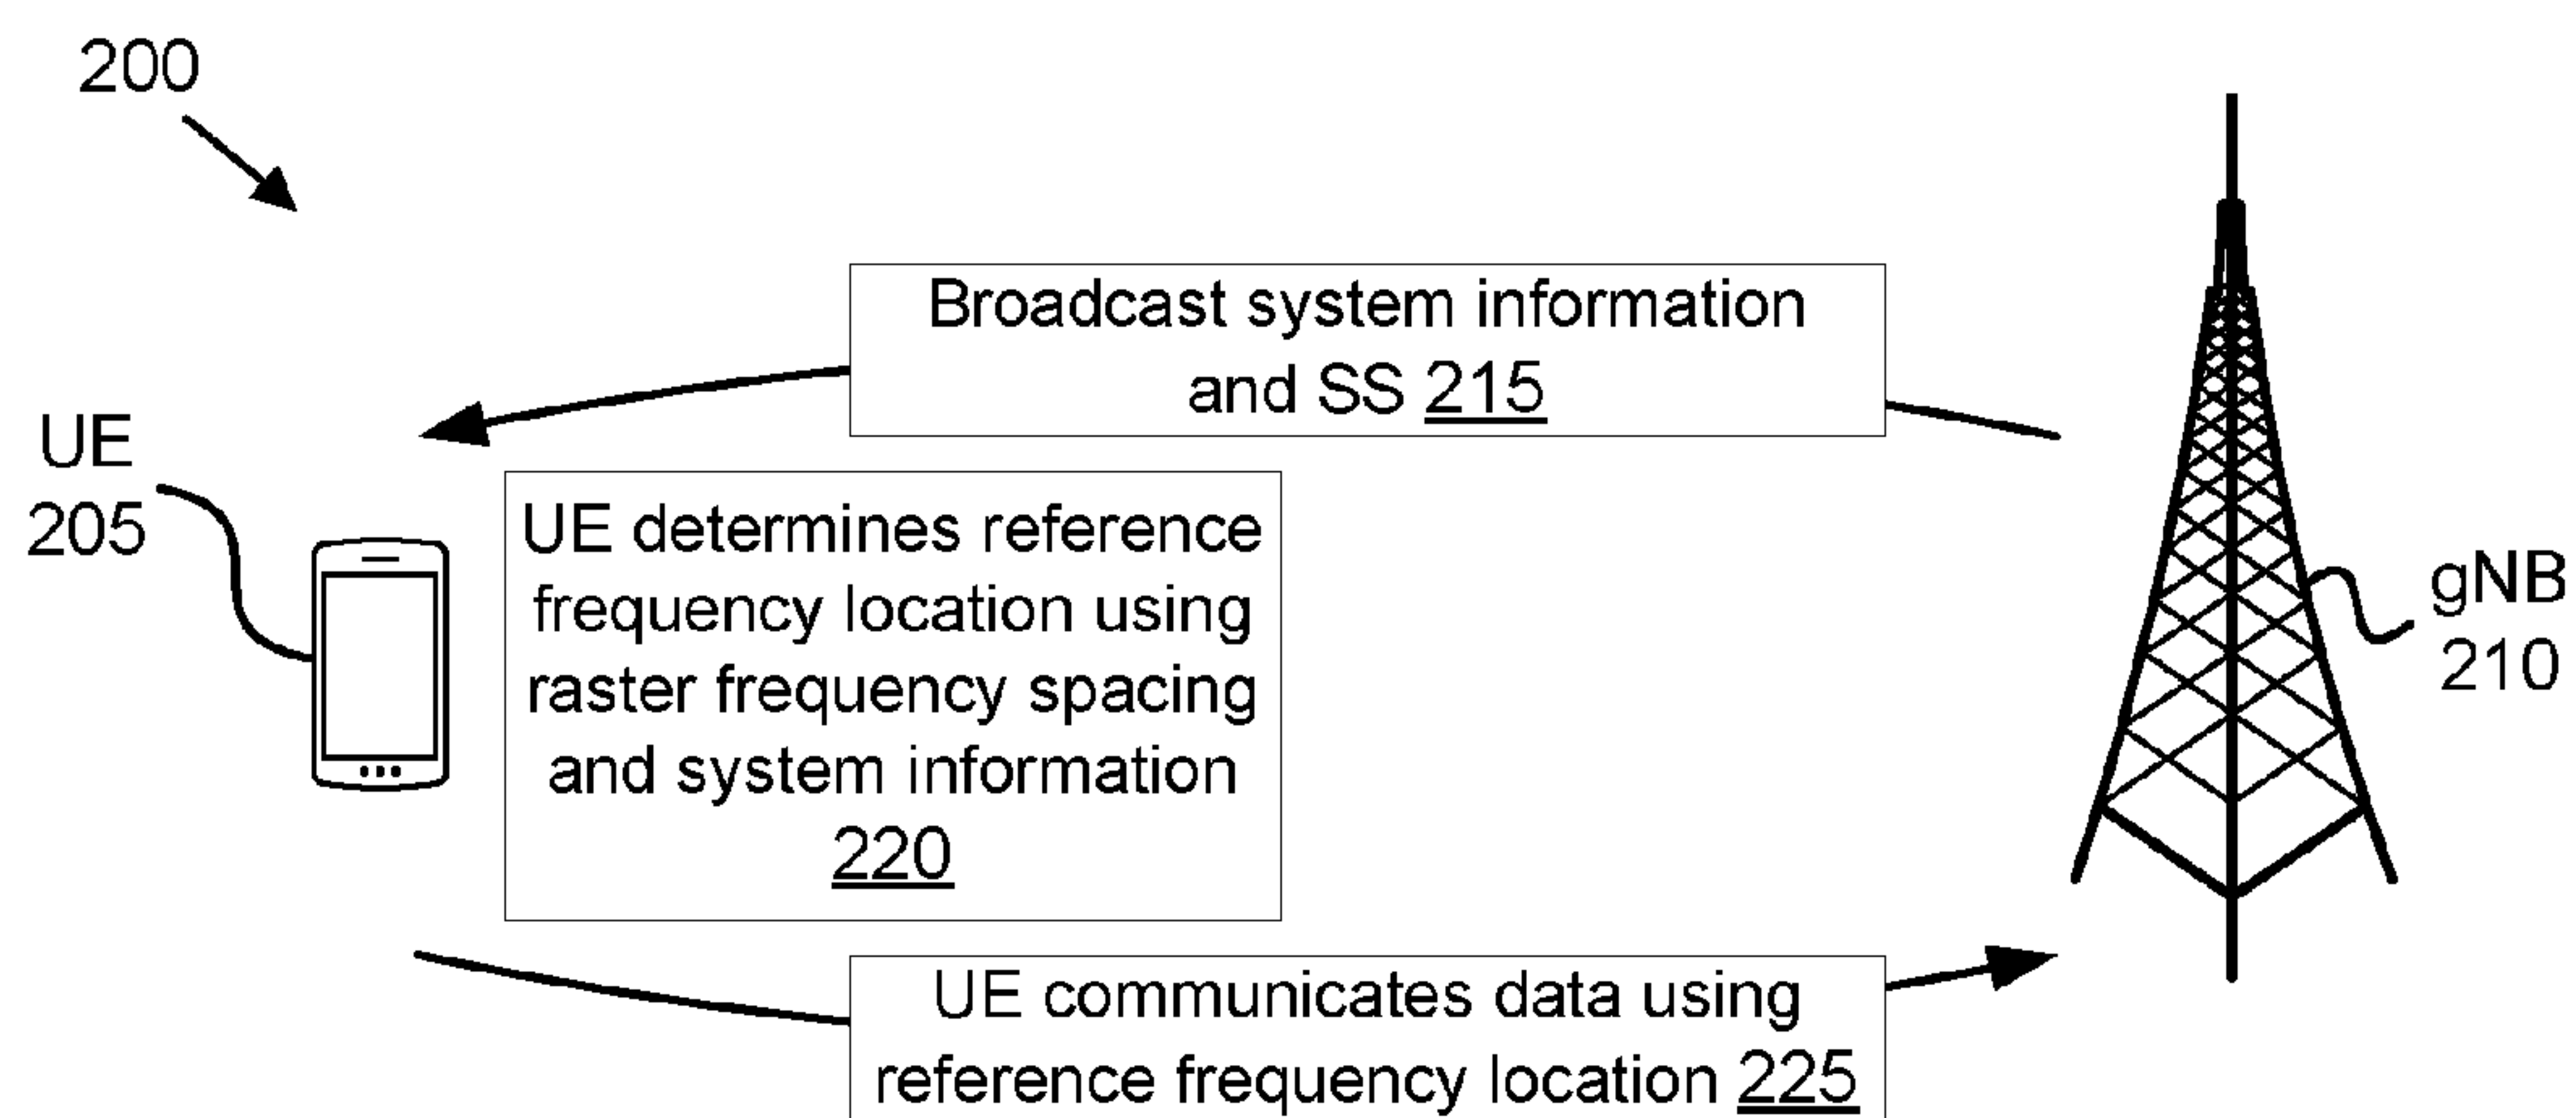 200
Broadcast system information
and SS 215
UE
205
UE determines reference
frequency location using
raster frequency spacing
and system information
220
gNB
210
UE communicates data using
reference frequency location 225